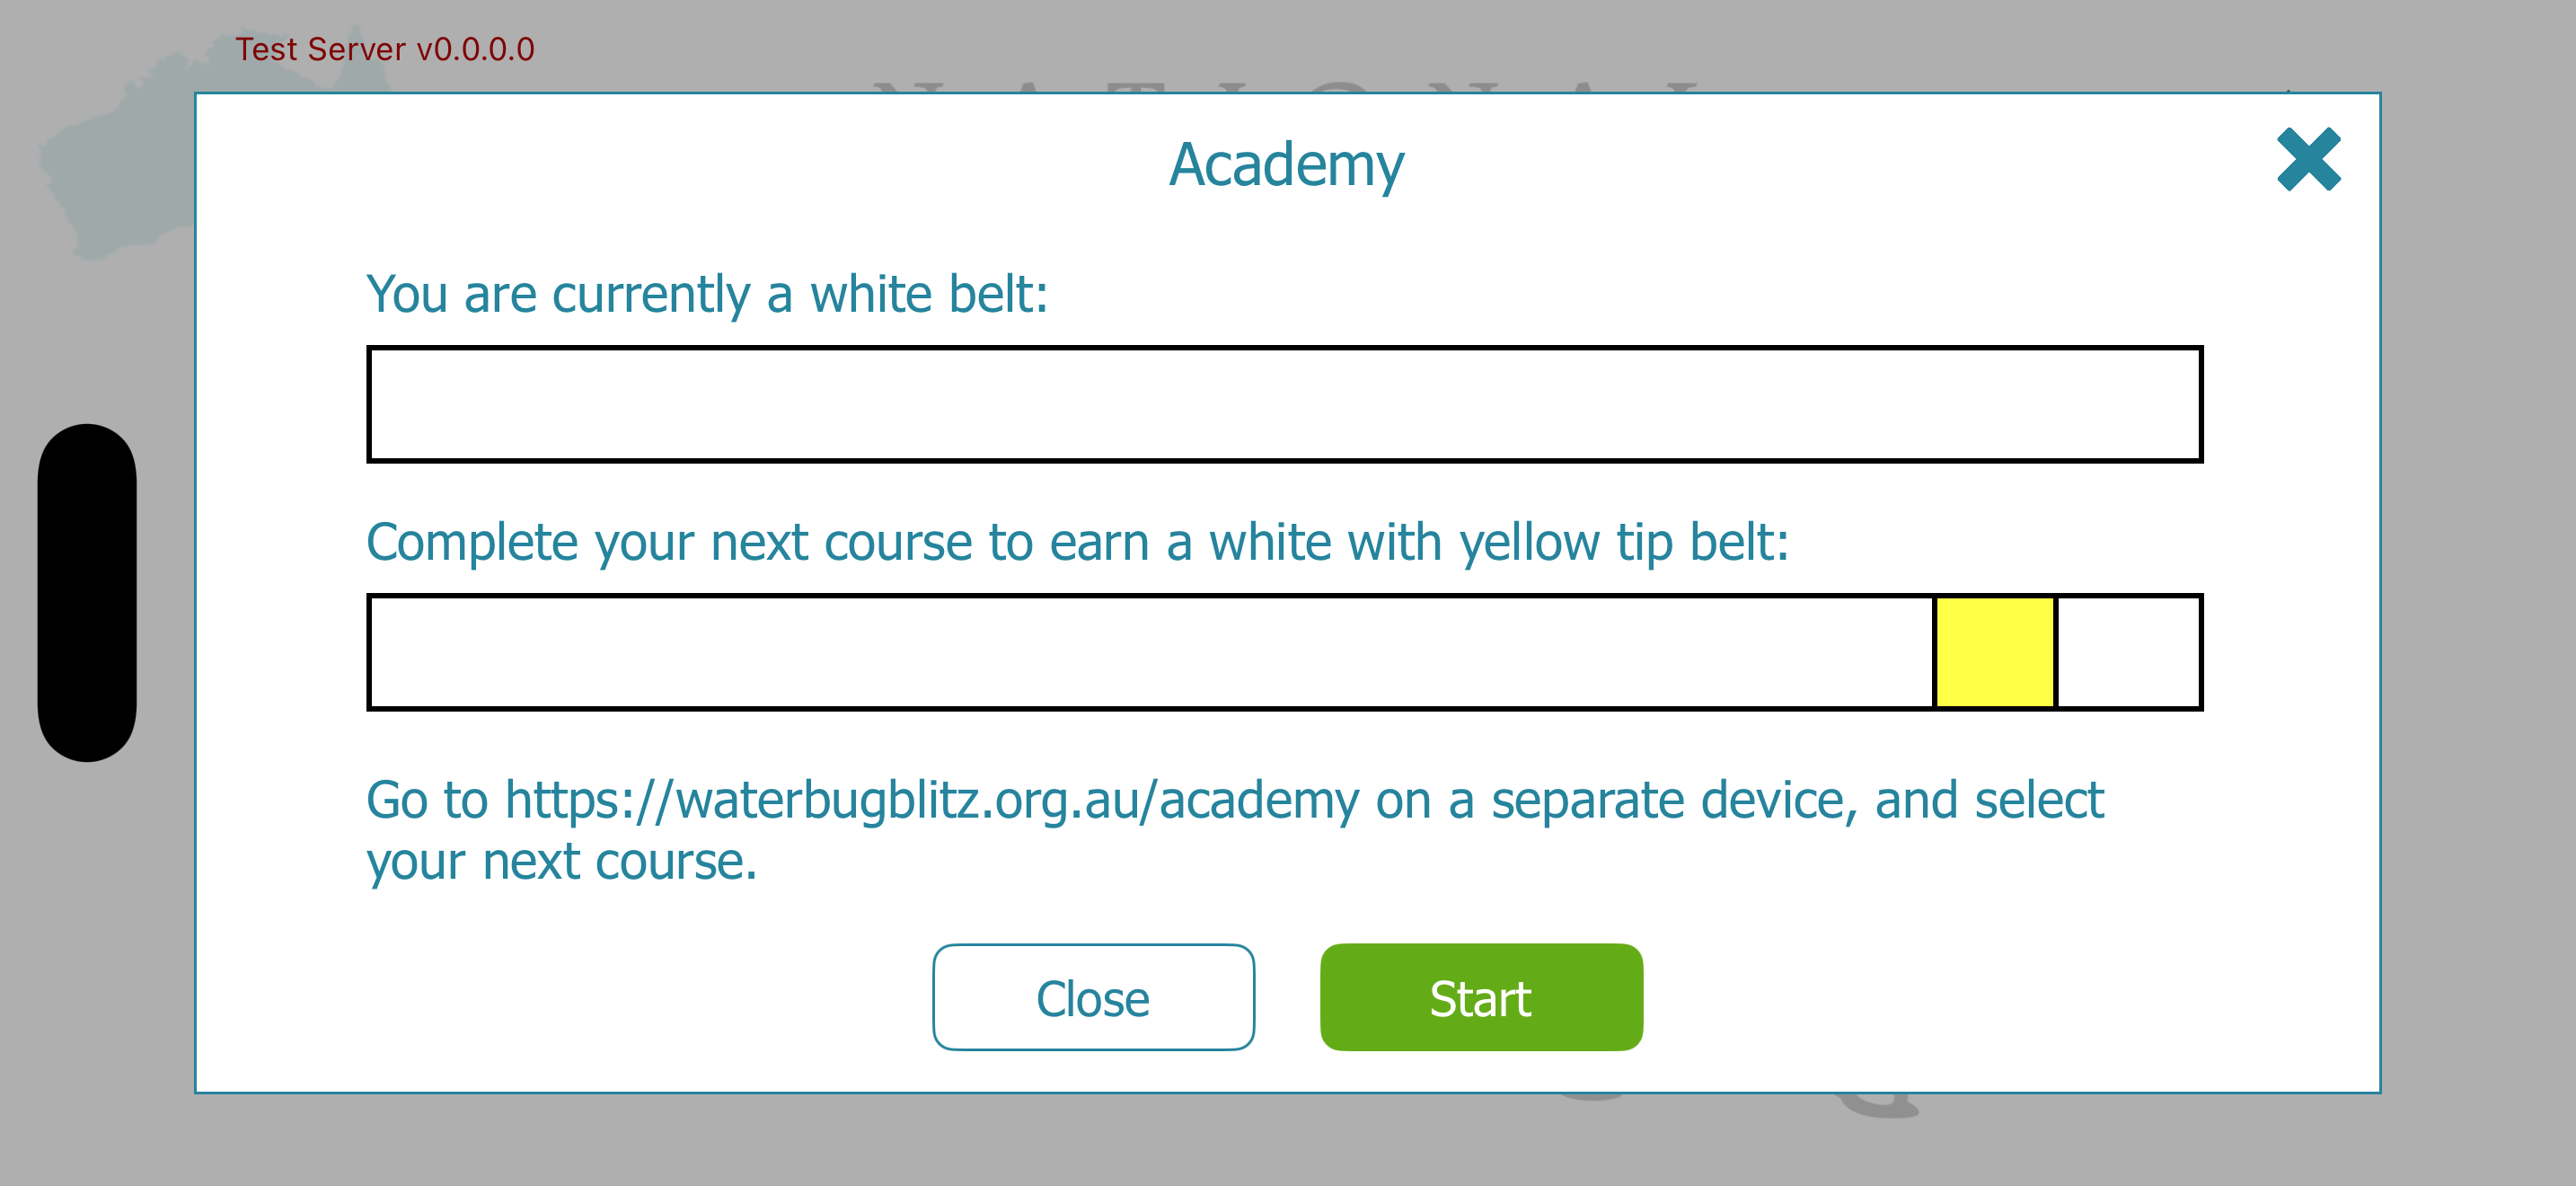 Test Server v0.0.0.0
Academy
You are currently a white belt:
Complete your next course to earn a white with yellow tip belt:
Go to https://waterbugblitz.org.au/academy on a separate device, and select
your next course.
Close
Start